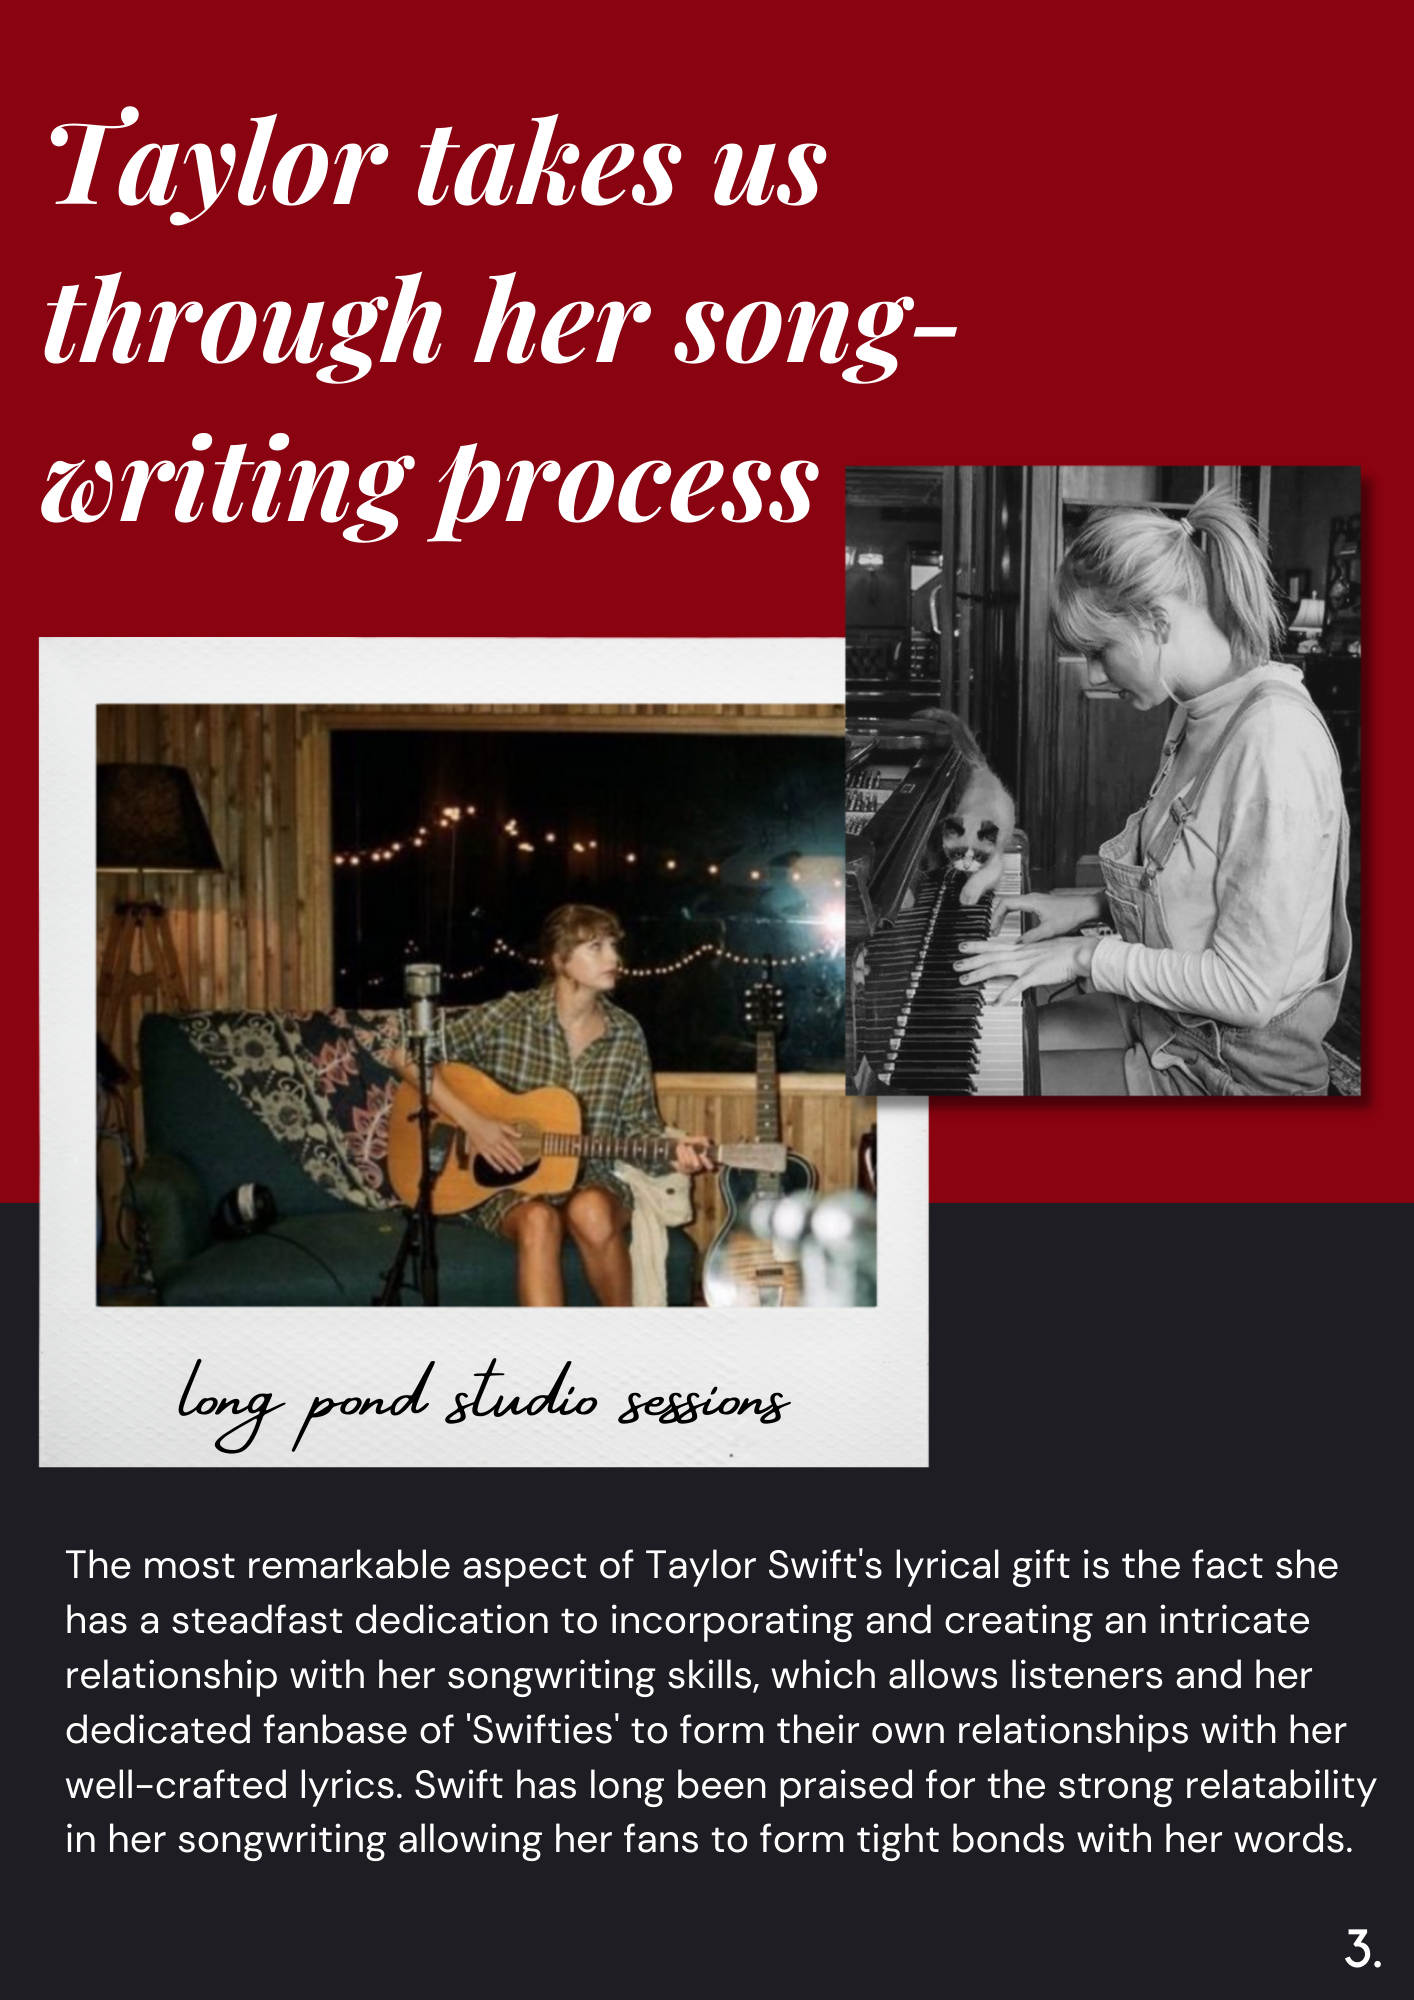 Taylor takes us
through her song-
writing process
long pond studio sessions
The most remarkable aspect of Taylor Swift's lyrical gift is the fact she
has a steadfast dedication to incorporating and creating an intricate
relationship with her songwriting skills, which allows listeners and her
dedicated fanbase of 'Swifties' to form their own relationships with her
well-crafted lyrics. Swift has long been praised for the strong relatability
in her songwriting allowing her fans to form tight bonds with her words.
3.